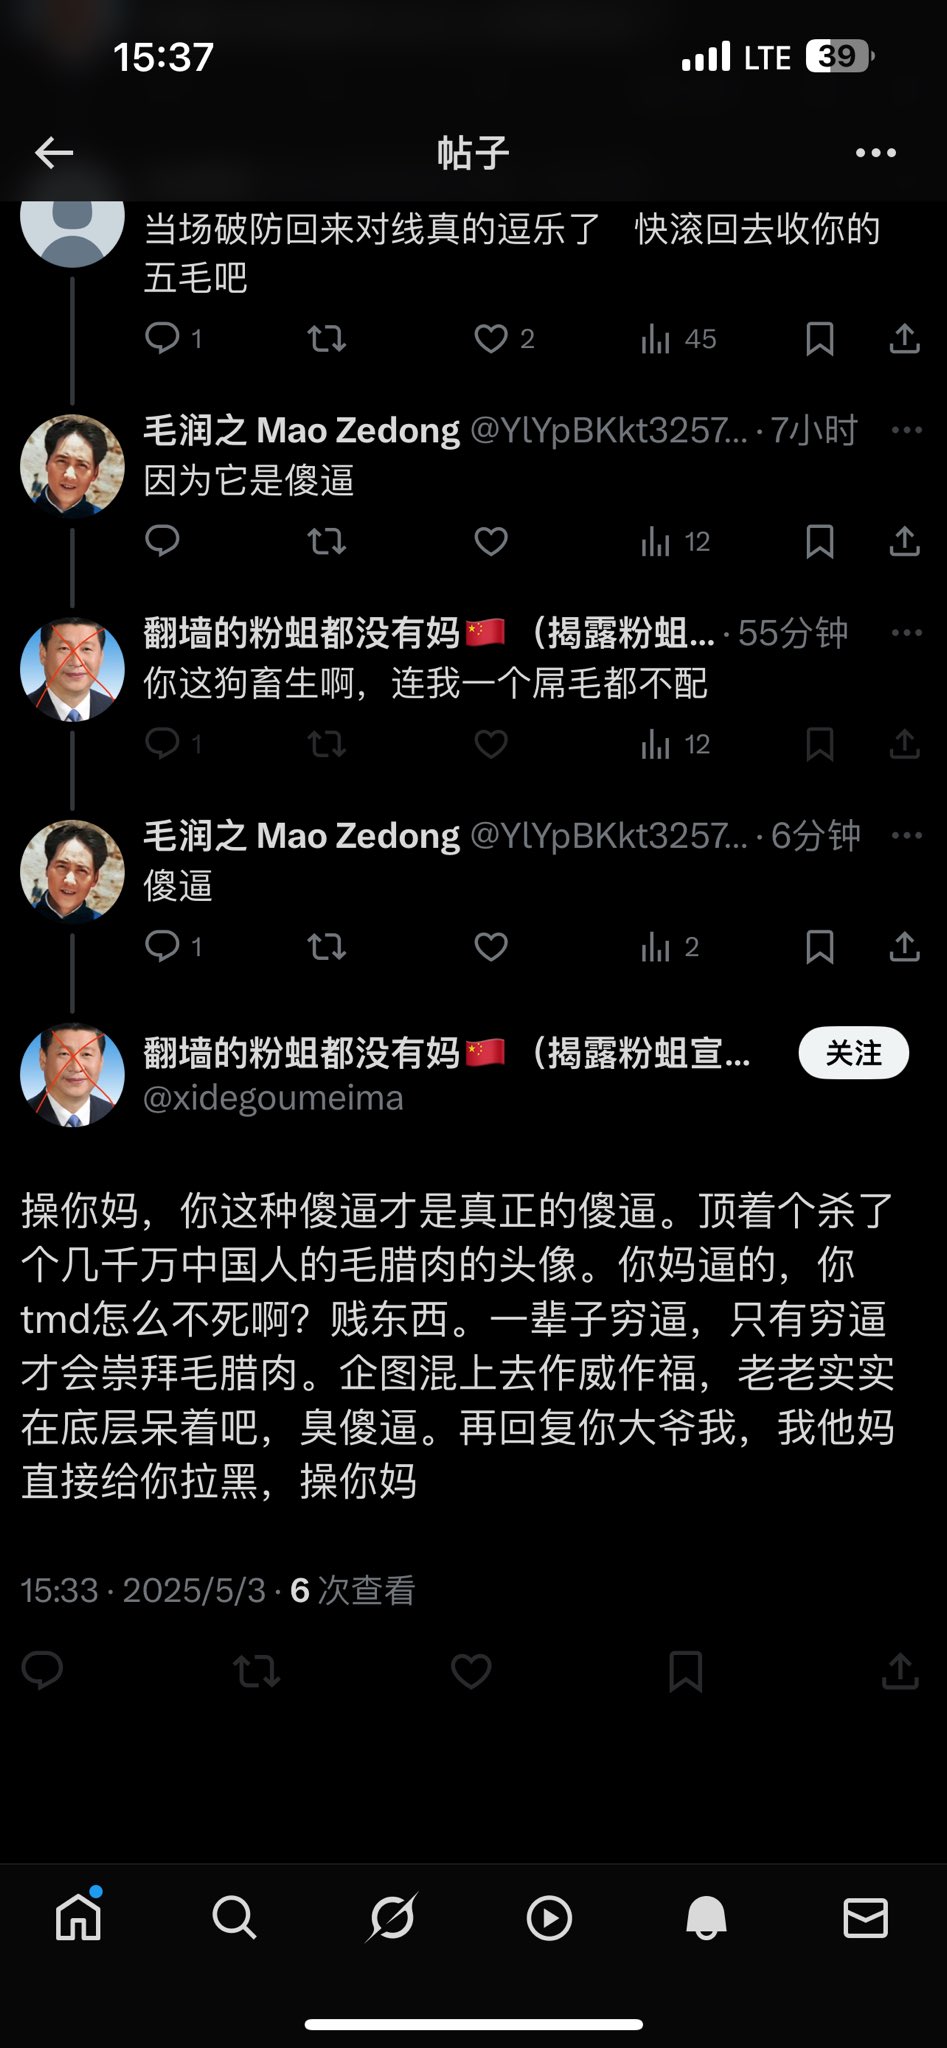 15:37
LTE 39
帖子
当场破防回来对线真的逗乐了 快滚回去收你的
五毛吧
1 2 45
毛润之 Mao Zedong @YlYpBKkt3257... · 7小时
因为它是傻逼
12
翻墙的粉蛆都没有妈🇨🇳（揭露粉蛆... · 55分钟
你这狗畜生啊，连我一个屌毛都不配
1 12
毛润之 Mao Zedong @YlYpBKkt3257... · 6分钟
傻逼
1 2
翻墙的粉蛆都没有妈🇨🇳（揭露粉蛆宣...
关注
@xidegoumeima
操你妈，你这种傻逼才是真正的傻逼。顶着个杀了
个几千万中国人的毛腊肉的头像。你妈逼的，你
tmd怎么不死啊？贱东西。一辈子穷逼，只有穷逼
才会崇拜毛腊肉。企图混上去作威作福，老老实实
在底层呆着吧，臭傻逼。再回复你大爷我，我他妈
直接给你拉黑，操你妈
15:33 · 2025/5/3 · 6 次查看